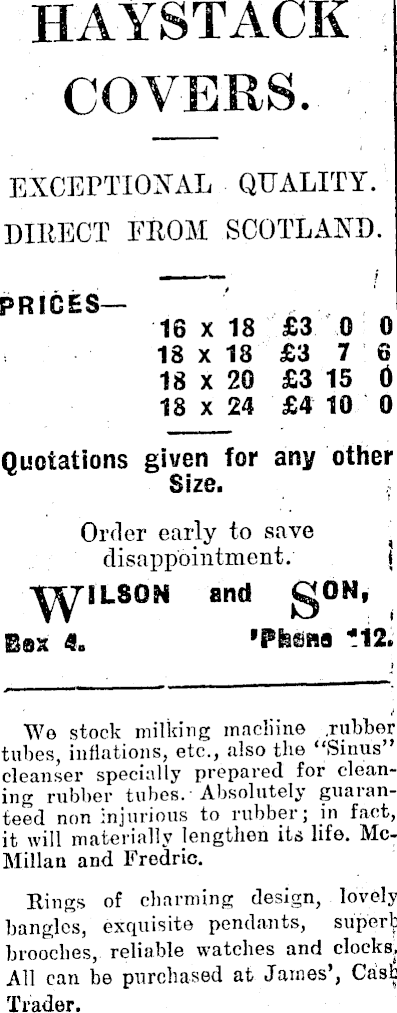 HAYSTACK
COVERS.
EXCEPTIONAL QUALITY.
DIRECT FROM SCOTLAND.
PRICES—
16 x 18 £3 0 0
18 x 18 £3 7 6
18 x 20 £3 15 0
18 x 24 £4 10 0
Quotations given for any other
Size.
Order early to save
disappointment.
WILSON and SON,
Box 4. 'Phone 112.
We stock milking machine rubber
tubes, inflations, etc., also the "Sinus"
cleanser specially prepared for clean-
ing rubber tubes. Absolutely guaran-
teed non injurious to rubber; in fact,
it will materially lengthen its life. Mc-
Millan and Fredric.
Rings of charming design, lovely
bangles, exquisite pendants, superb
brooches, reliable watches and clocks,
All can be purchased at James', Cash
Trader.